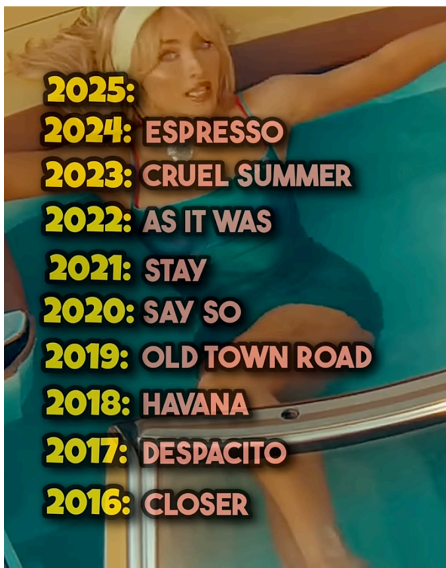 2025:
2024: ESPRESSO
2023: CRUEL SUMMER
2022: AS IT WAS
2021: STAY
2020: SAY SO
2019: OLD TOWN ROAD
2018: HAVANA
2017: DESPACITO
2016: CLOSER